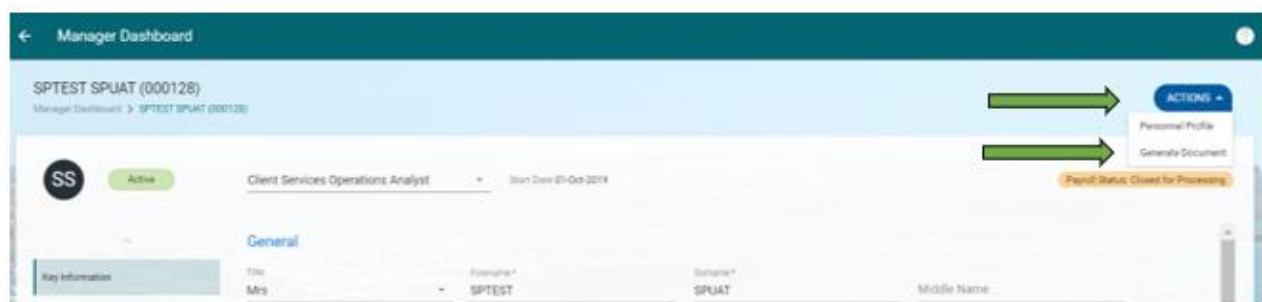 Manager Dashboard
SPTEST SPUAT (000128)
Manager Dashboard > SPTEST SPUAT (000128)
ACTIONS
Personnel Profile
Generate Document
SS
Active
Client Services Operations Analyst
Start Date 01-Oct-2019
Payroll Status: Closed for Processing
General
Key Information
Title
Forename*
Surname*
Mrs
SPTEST
SPUAT
Middle Name